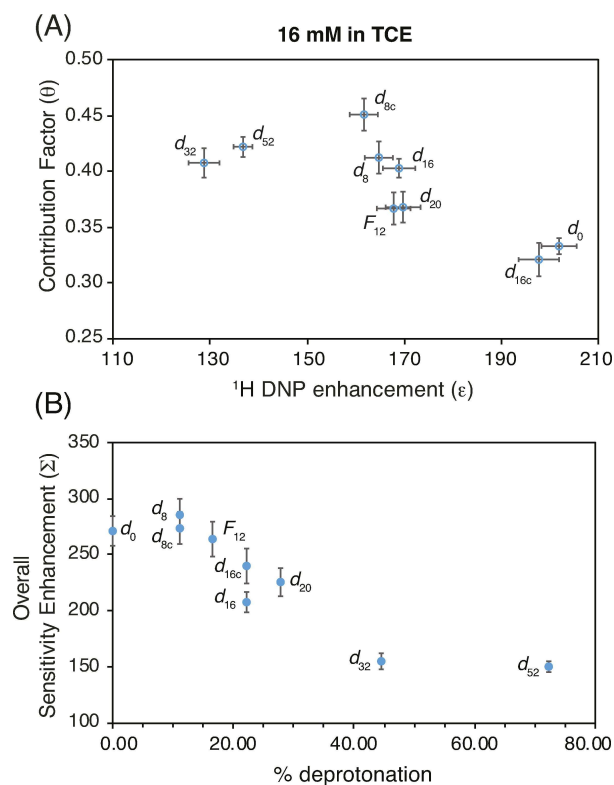 (A)
16 mM in TCE
Contribution Factor (θ)
0.50
0.45
0.40
0.35
0.30
0.25
d8c
d32
d52
d8
d16
F12
d20
d16c
d0
110
130
150
170
190
210
¹H DNP enhancement (ε)
(B)
Overall
Sensitivity Enhancement (Σ)
350
300
250
200
150
100
d0
d8
d8c
F12
d16c
d16
d20
d32
d52
0.00
20.00
40.00
60.00
80.00
% deprotonation